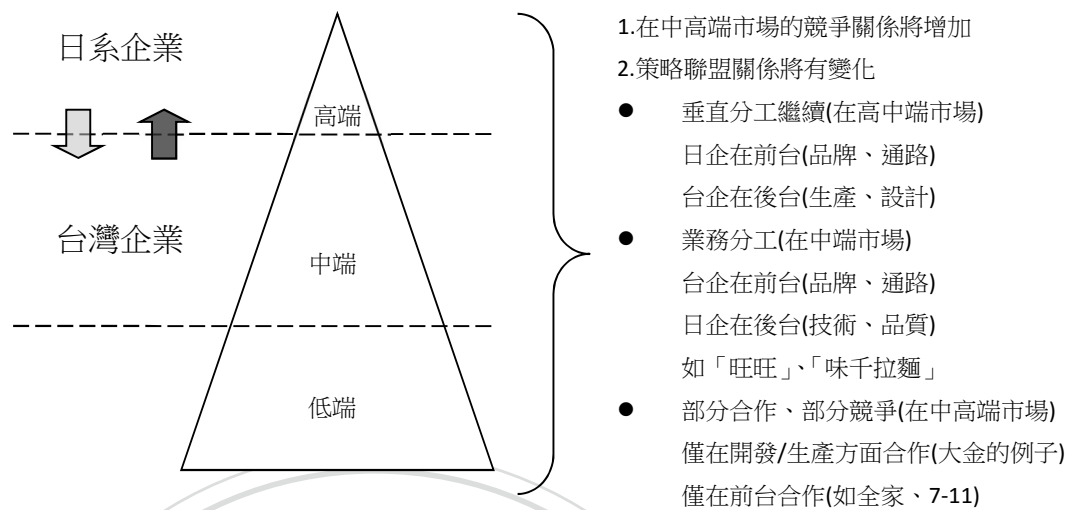 日系企業
高端
台灣企業
中端
低端
1.在中高端市場的競爭關係將增加
2.策略聯盟關係將有變化
● 垂直分工繼續(在高中端市場)
日企在前台(品牌、通路)
台企在後台(生產、設計)
● 業務分工(在中端市場)
台企在前台(品牌、通路)
日企在後台(技術、品質)
如「旺旺」、「味千拉麵」
● 部分合作、部分競爭(在中高端市場)
僅在開發/生產方面合作(大金的例子)
僅在前台合作(如全家、7-11)